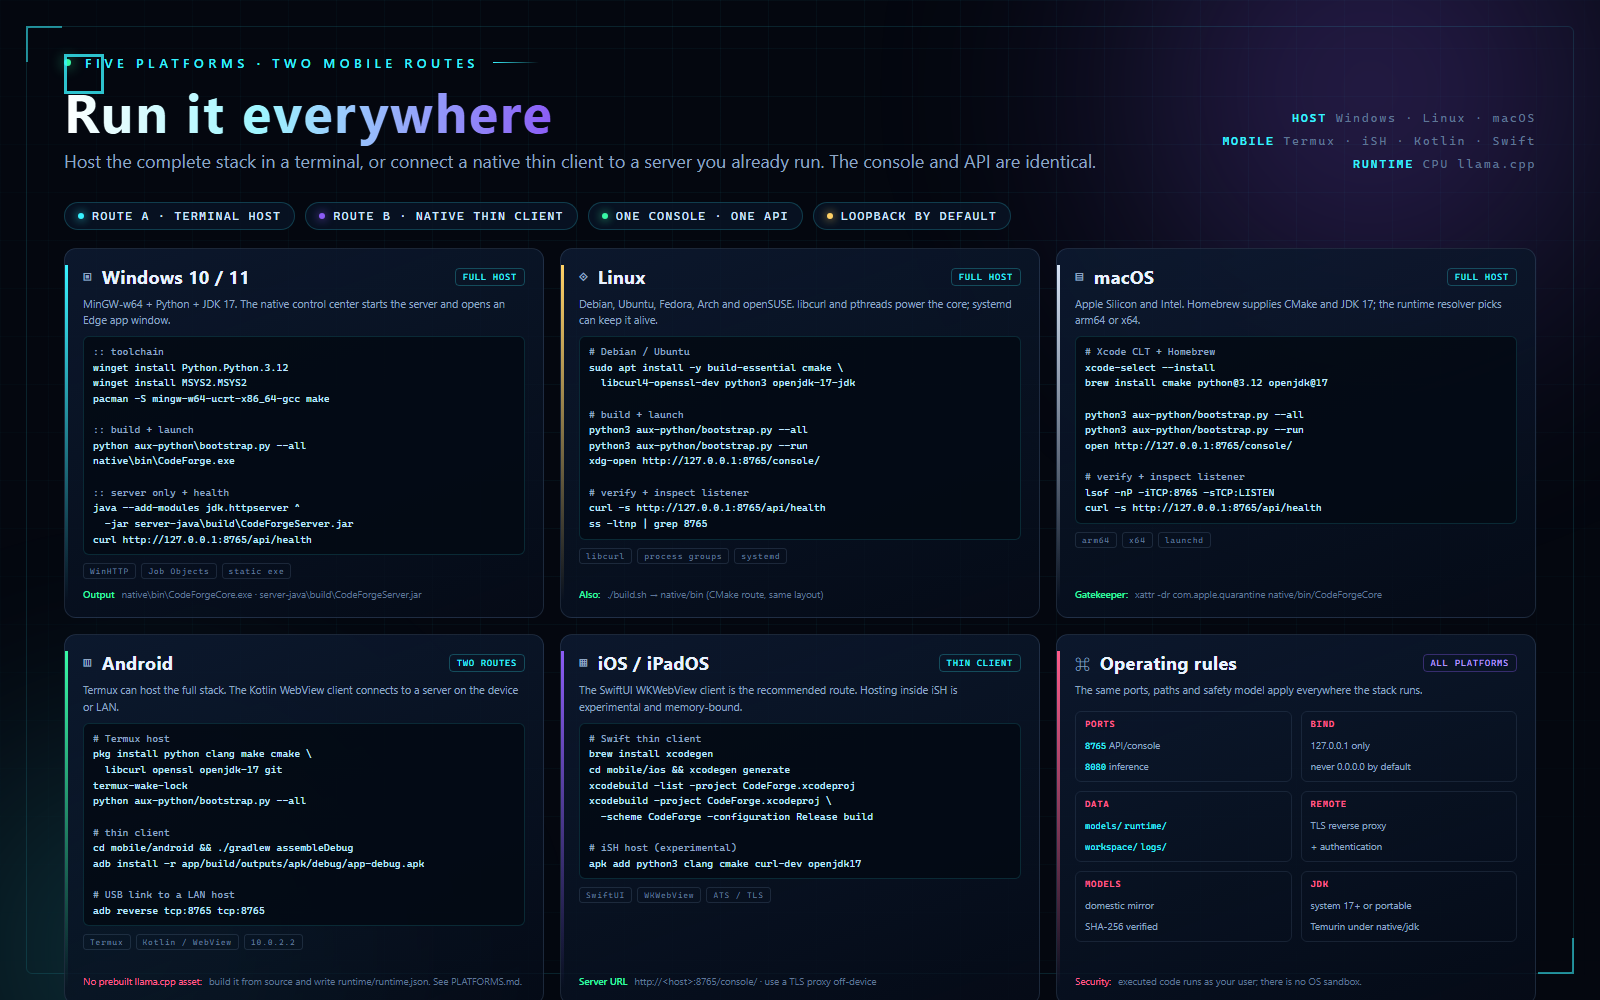 FIVE PLATFORMS · TWO MOBILE ROUTES
Run it everywhere
Host the complete stack in a terminal, or connect a native thin client to a server you already run. The console and API are identical.
HOST Windows · Linux · macOS
MOBILE Termux · iSH · Kotlin · Swift
RUNTIME CPU llama.cpp
ROUTE A · TERMINAL HOST
ROUTE B · NATIVE THIN CLIENT
ONE CONSOLE · ONE API
LOOPBACK BY DEFAULT
Windows 10 / 11
FULL HOST
MinGW-w64 + Python + JDK 17. The native control center starts the server and opens an
Edge app window.
:: toolchain
winget install Python.Python.3.12
winget install MSYS2.MSYS2
pacman -S mingw-w64-ucrt-x86_64-gcc make
:: build + launch
python aux-python\bootstrap.py --all
native\bin\CodeForge.exe
:: server only + health
java --add-modules jdk.httpserver ^
-jar server-java\build\CodeForgeServer.jar
curl http://127.0.0.1:8765/api/health
WinHTTP
Job Objects
static exe
Output native\bin\CodeForgeCore.exe · server-java\build\CodeForgeServer.jar
Linux
FULL HOST
Debian, Ubuntu, Fedora, Arch and openSUSE. libcurl and pthreads power the core; systemd
can keep it alive.
# Debian / Ubuntu
sudo apt install -y build-essential cmake \
libcurl4-openssl-dev python3 openjdk-17-jdk
# build + launch
python3 aux-python/bootstrap.py --all
python3 aux-python/bootstrap.py --run
xdg-open http://127.0.0.1:8765/console/
# verify + inspect listener
curl -s http://127.0.0.1:8765/api/health
ss -ltnp | grep 8765
libcurl
process groups
systemd
Also: ./build.sh → native/bin (CMake route, same layout)
macOS
FULL HOST
Apple Silicon and Intel. Homebrew supplies CMake and JDK 17; the runtime resolver picks
arm64 or x64.
# Xcode CLT + Homebrew
xcode-select --install
brew install cmake python@3.12 openjdk@17
python3 aux-python/bootstrap.py --all
python3 aux-python/bootstrap.py --run
open http://127.0.0.1:8765/console/
# verify + inspect listener
lsof -nP -iTCP:8765 -sTCP:LISTEN
curl -s http://127.0.0.1:8765/api/health
arm64
x64
launchd
Gatekeeper: xattr -dr com.apple.quarantine native/bin/CodeForgeCore
Android
TWO ROUTES
Termux can host the full stack. The Kotlin WebView client connects to a server on the device
or LAN.
# Termux host
pkg install python clang make cmake \
libcurl openssl openjdk-17 git
termux-wake-lock
python aux-python/bootstrap.py --all
# thin client
cd mobile/android && ./gradlew assembleDebug
adb install -r app/build/outputs/apk/debug/app-debug.apk
# USB link to a LAN host
adb reverse tcp:8765 tcp:8765
Termux
Kotlin / WebView
10.0.2.2
No prebuilt llama.cpp asset: build it from source and write runtime/runtime.json. See PLATFORMS.md.
iOS / iPadOS
THIN CLIENT
The SwiftUI WKWebView client is the recommended route. Hosting inside iSH is
experimental and memory-bound.
# Swift thin client
brew install xcodegen
cd mobile/ios && xcodegen generate
xcodebuild -list -project CodeForge.xcodeproj
xcodebuild -project CodeForge.xcodeproj \
-scheme CodeForge -configuration Release build
# iSH host (experimental)
apk add python3 clang cmake curl-dev openjdk17
SwiftUI
WKWebView
ATS / TLS
Server URL http://<host>:8765/console/ · use a TLS proxy off-device
Operating rules
ALL PLATFORMS
The same ports, paths and safety model apply everywhere the stack runs.
PORTS
8765 API/console
8080 inference
BIND
127.0.0.1 only
never 0.0.0.0 by default
DATA
models/ runtime/
workspace/ logs/
REMOTE
TLS reverse proxy
+ authentication
MODELS
domestic mirror
SHA-256 verified
JDK
system 17+ or portable
Temurin under native/jdk
Security: executed code runs as your user; there is no OS sandbox.